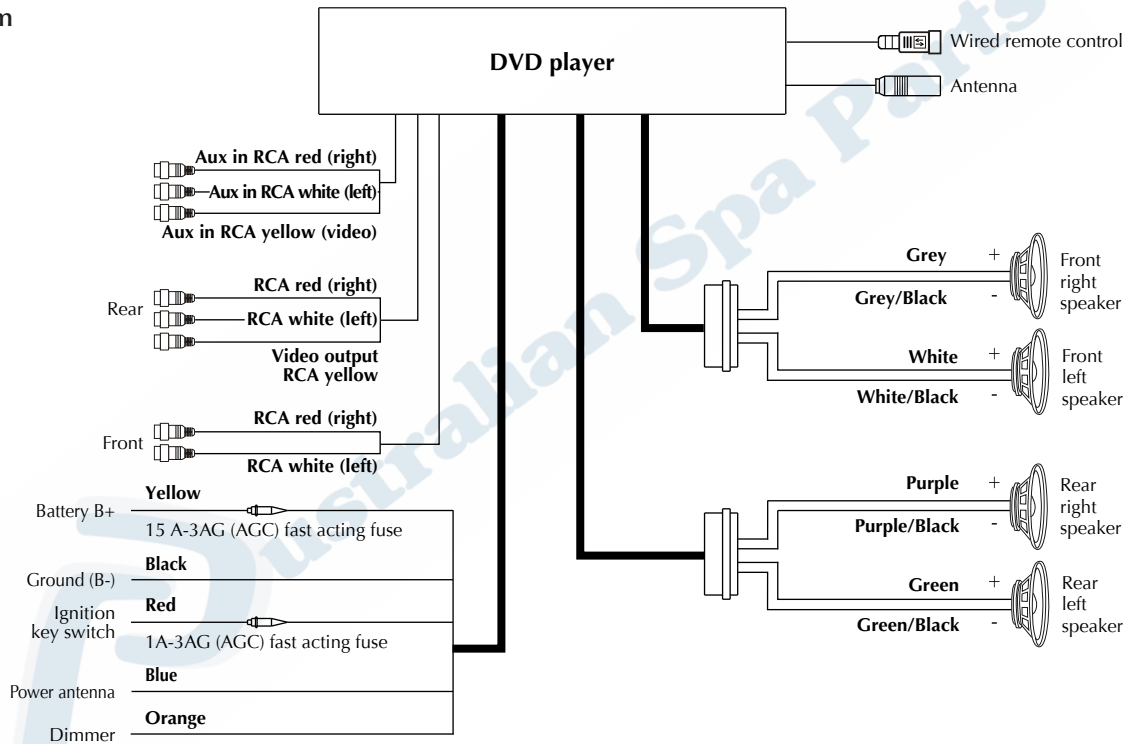 m
DVD player
Wired remote control
Antenna
Aux in RCA red (right)
Aux in RCA white (left)
Aux in RCA yellow (video)
Rear
RCA red (right)
RCA white (left)
Video output
RCA yellow
Front
RCA red (right)
RCA white (left)
Battery B+
Yellow
15 A-3AG (AGC) fast acting fuse
Ground (B-)
Black
Ignition
key switch
Red
1A-3AG (AGC) fast acting fuse
Power antenna
Blue
Dimmer
Orange
Grey +
Grey/Black -
Front
right
speaker
White +
White/Black -
Front
left
speaker
Purple +
Purple/Black -
Rear
right
speaker
Green +
Green/Black -
Rear
left
speaker
Australian Spa Parts